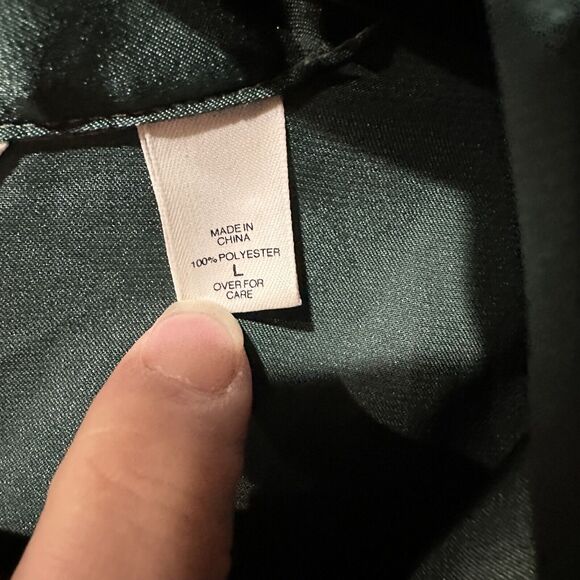 MADE IN
CHINA
100% POLYESTER
L
OVER FOR
CARE